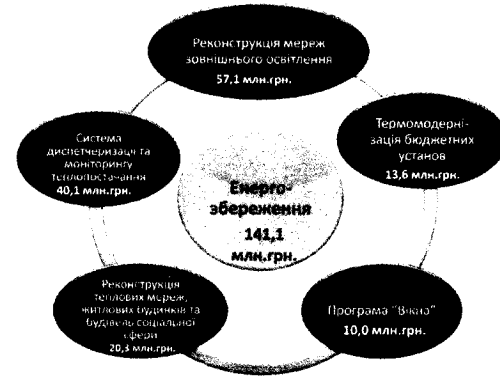 Реконструкція мереж
зовнішнього освітлення
57,1 млн.грн.
Термомодерні-
зація бюджетних
установ
13,6 млн.грн.
Програма "Вікна"
10,0 млн.грн.
Реконструкція
теплових мереж,
житлових будинків та
будівель соціальної
сфери
20,3 млн.грн.
Система
диспетчеризації та
моніторингу
теплопостачання
40,1 млн.грн.
Енерго-
збереження
141,1
млн.грн.